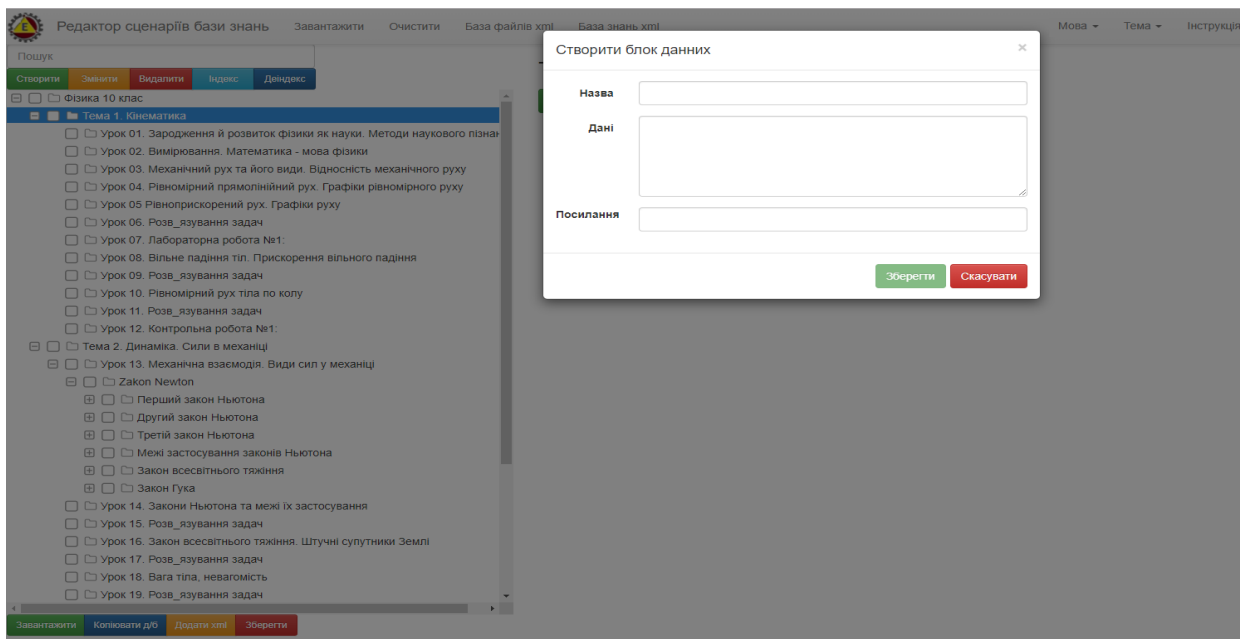 Редактор сценаріїв бази знань Завантажити Очистити База файлів xml База знань xml Мова Тема Інструкція
Пошук
Створити Змінити Видалити Індекс Деіндекс
Фізика 10 клас
Тема 1. Кінематика
Урок 01. Зародження й розвиток фізики як науки. Методи наукового пізнан
Урок 02. Вимірювання. Математика - мова фізики
Урок 03. Механічний рух та його види. Відносність механічного руху
Урок 04. Рівномірний прямолінійний рух. Графіки рівномірного руху
Урок 05 Рівноприскорений рух. Графіки руху
Урок 06. Розв_язування задач
Урок 07. Лабораторна робота №1:
Урок 08. Вільне падіння тіл. Прискорення вільного падіння
Урок 09. Розв_язування задач
Урок 10. Рівномірний рух тіла по колу
Урок 11. Розв_язування задач
Урок 12. Контрольна робота №1:
Тема 2. Динаміка. Сили в механіці
Урок 13. Механічна взаємодія. Види сил у механіці
Zakon Newton
Перший закон Ньютона
Другий закон Ньютона
Третій закон Ньютона
Межі застосування законів Ньютона
Закон всесвітнього тяжіння
Закон Гука
Урок 14. Закони Ньютона та межі їх застосування
Урок 15. Розв_язування задач
Урок 16. Закон всесвітнього тяжіння. Штучні супутники Землі
Урок 17. Розв_язування задач
Урок 18. Вага тіла, невагомість
Урок 19. Розв_язування задач
Завантажити Копіювати д/б Додати xml Зберегти
Створити блок данних ×
Назва
Дані
Посилання
Зберегти Скасувати